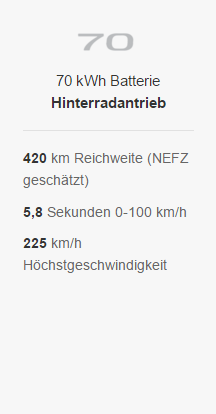 70
70 kWh Batterie
Hinterradantrieb
420 km Reichweite (NEFZ
geschätzt)
5,8 Sekunden 0-100 km/h
225 km/h
Höchstgeschwindigkeit